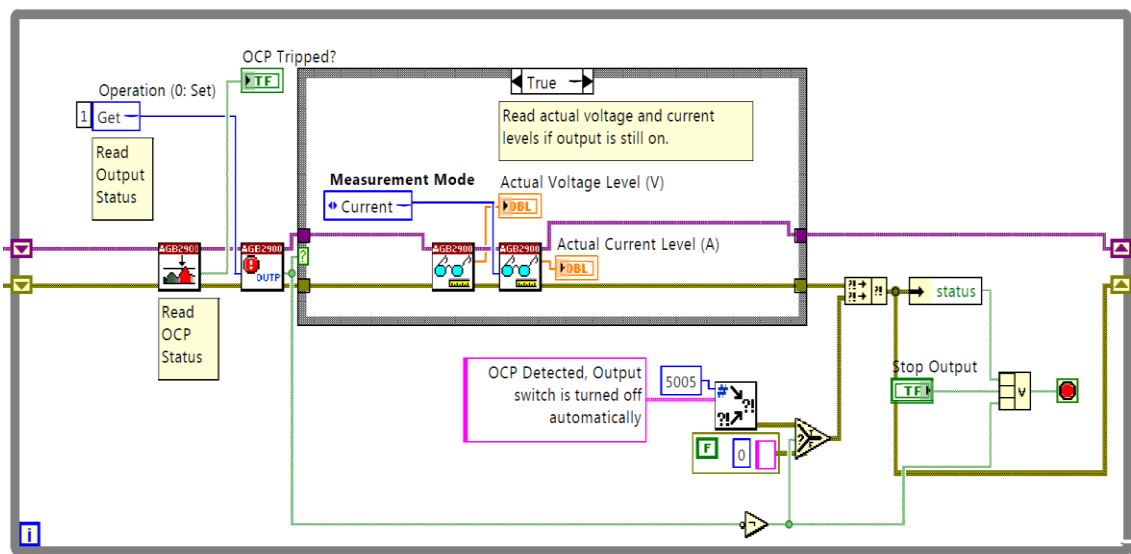 OCP Tripped?
TF
Operation (0: Set)
1 Get
Read
Output
Status
True
Read actual voltage and current
levels if output is still on.
Measurement Mode
Current
Actual Voltage Level (V)
DBL
Actual Current Level (A)
DBL
AGB2900
AGB2900
OUTP
AGB2900
AGB2900
?
Read
OCP
Status
?!
?!
?!
status
OCP Detected, Output
switch is turned off
automatically
5005
#
?!
?!
Stop Output
TF
V
F
0
?
T
F
i